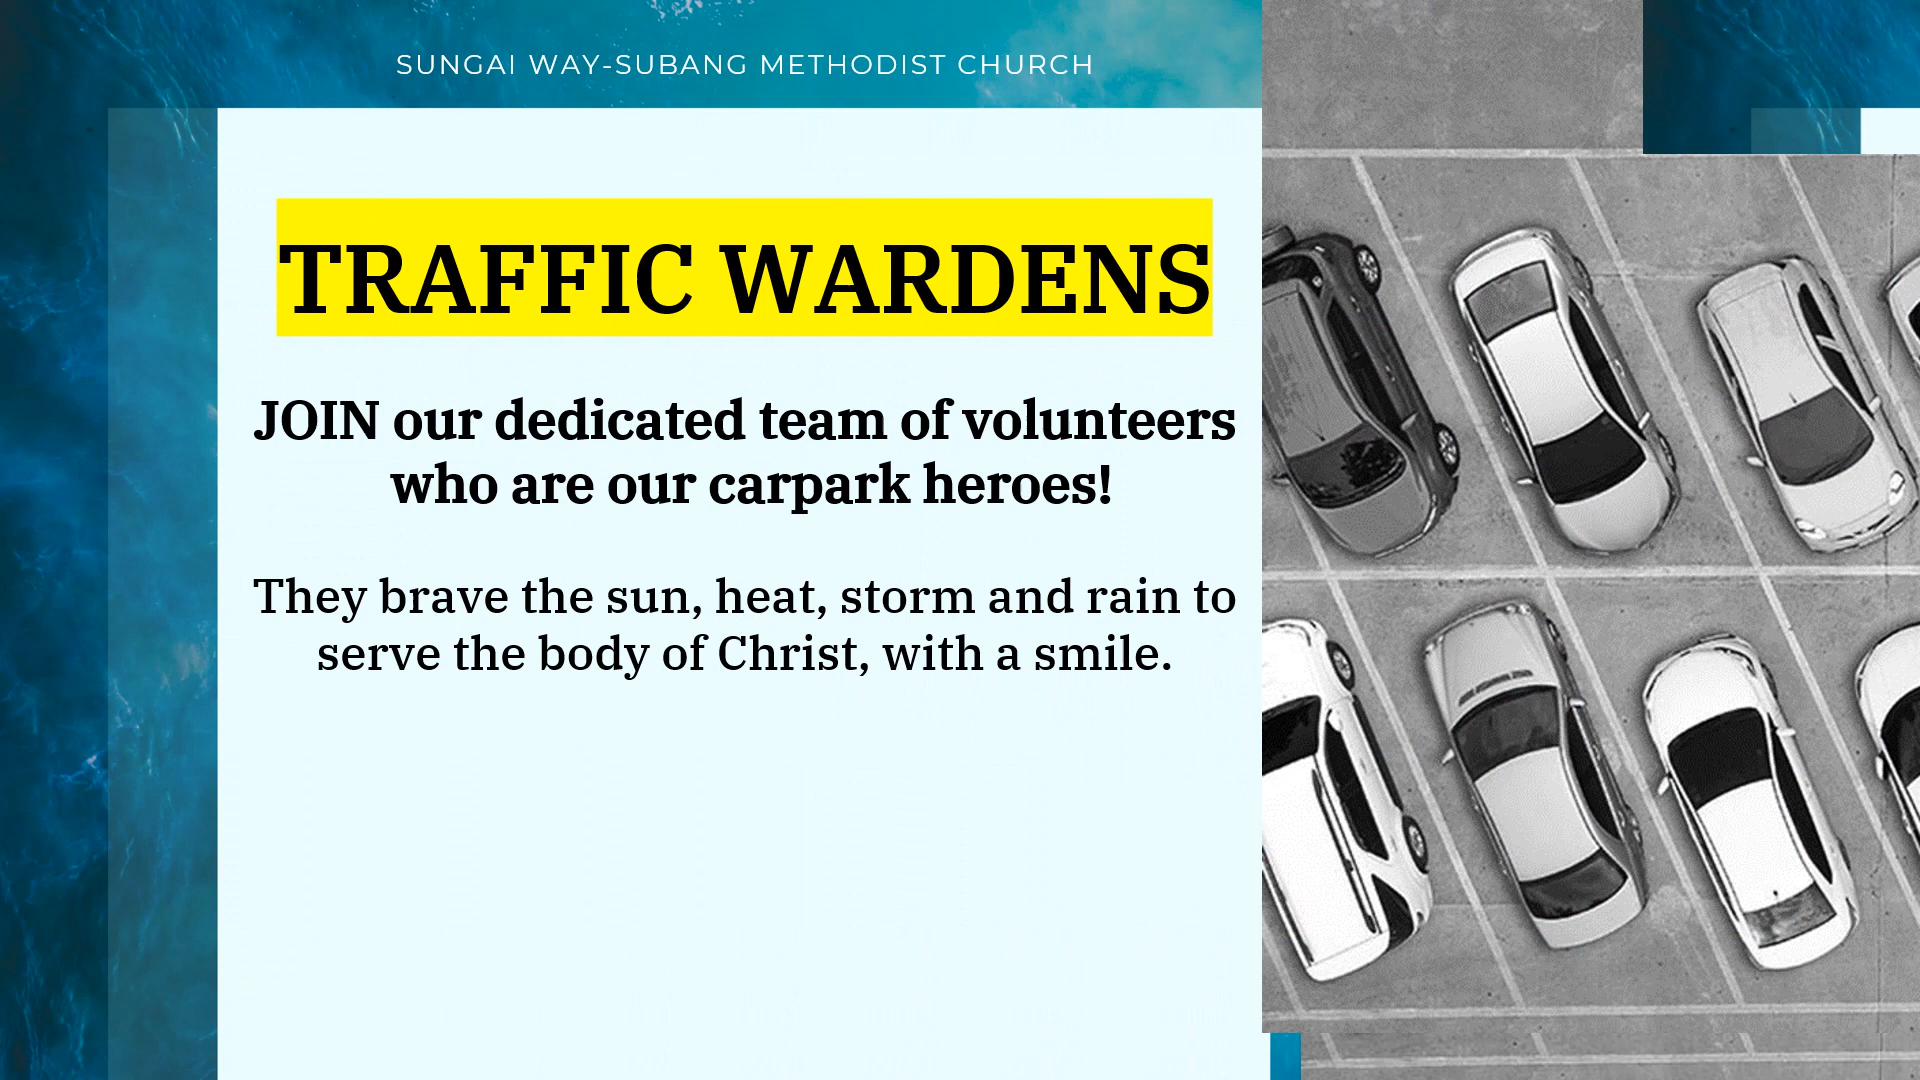 SUNGAI WAY-SUBANG METHODIST CHURCH
TRAFFIC WARDENS
JOIN our dedicated team of volunteers
who are our carpark heroes!
They brave the sun, heat, storm and rain to
serve the body of Christ, with a smile.